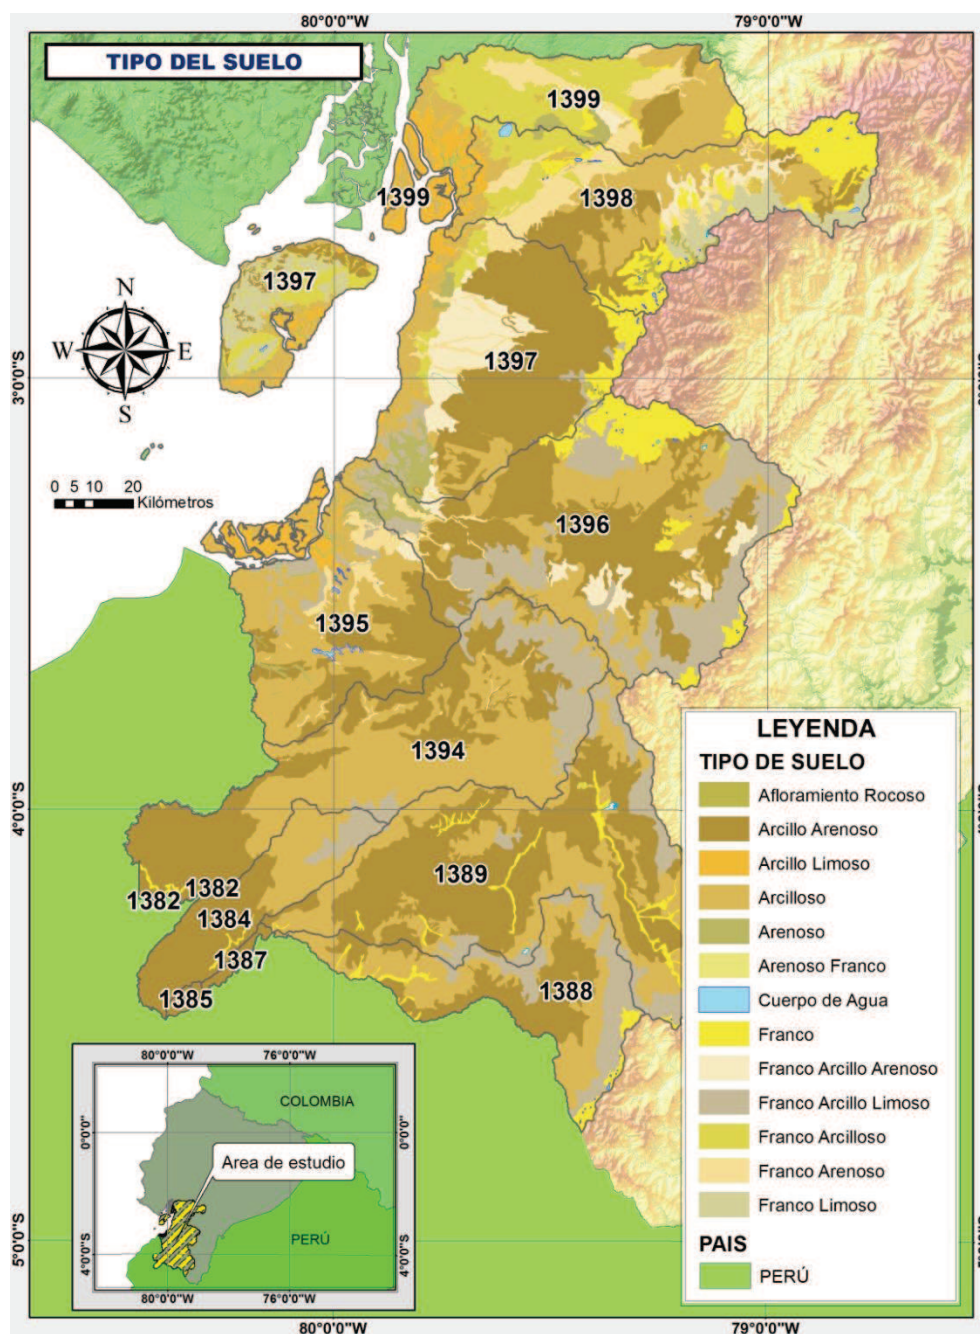 80°0'0"W 79°0'0"W
TIPO DEL SUELO
1399
1399
1398
1397
N
W E
S
1397
3°0'0"S
0 5 10 20
Kilómetros
1396
1395
1394
LEYENDA
TIPO DE SUELO
Afloramiento Rocoso
Arcillo Arenoso
Arcillo Limoso
Arcilloso
Arenoso
Arenoso Franco
Cuerpo de Agua
Franco
Franco Arcillo Arenoso
Franco Arcillo Limoso
Franco Arcilloso
Franco Arenoso
Franco Limoso
PAIS
PERÚ
4°0'0"S
1389
1382
1382
1384
1387
1385
1388
80°0'0"W 76°0'0"W
COLOMBIA
0°0'0"
0°0'0"
Area de estudio
PERÚ
4°0'0"S
4°0'0"S
80°0'0"W 76°0'0"W
5°0'0"S
80°0'0"W 79°0'0"W